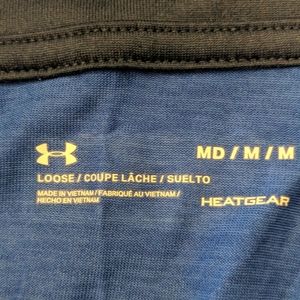 MD / M / M
LOOSE / COUPE LÂCHE / SUELTO
MADE IN VIETNAM / FABRIQUÉ AU VIETNAM /
HECHO EN VIETNAM
HEATGEAR